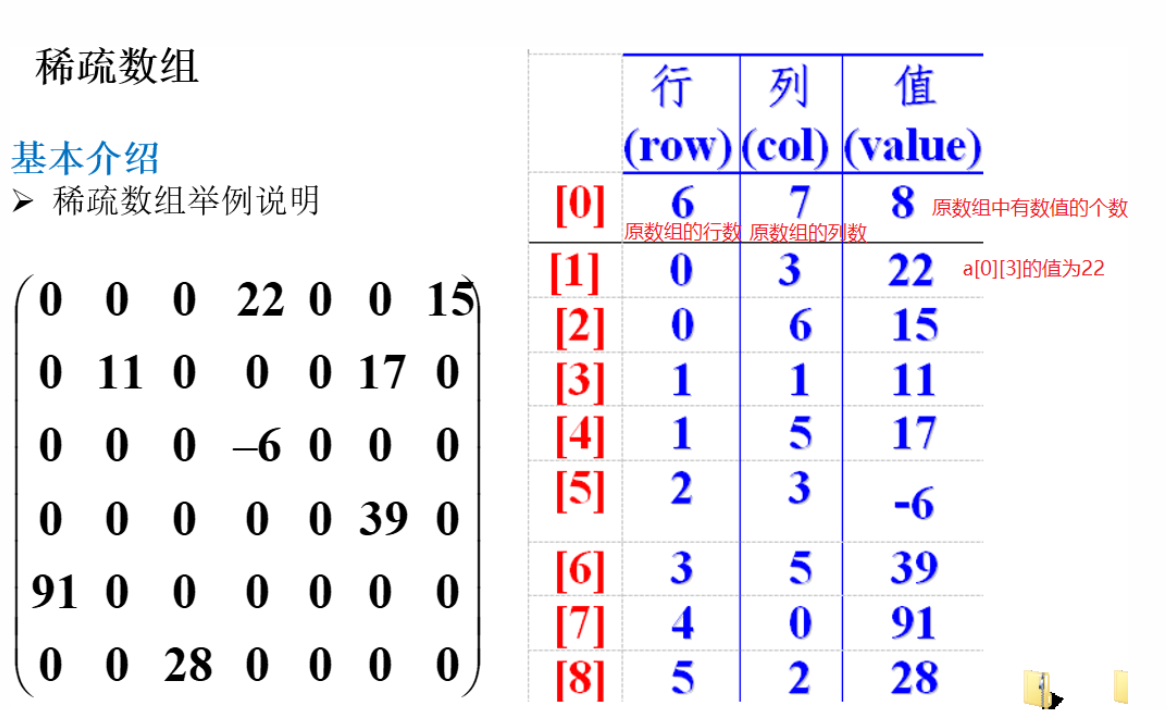 稀疏数组
基本介绍
➢ 稀疏数组举例说明
0 0 0 22 0 0 15
0 11 0 0 0 17 0
0 0 0 –6 0 0 0
0 0 0 0 0 39 0
91 0 0 0 0 0 0
0 0 28 0 0 0 0
行 列 值
(row) (col) (value)
[0] 6 7 8 原数组中有数值的个数
原数组的行数 原数组的列数
[1] 0 3 22 a[0][3]的值为22
[2] 0 6 15
[3] 1 1 11
[4] 1 5 17
[5] 2 3 -6
[6] 3 5 39
[7] 4 0 91
[8] 5 2 28